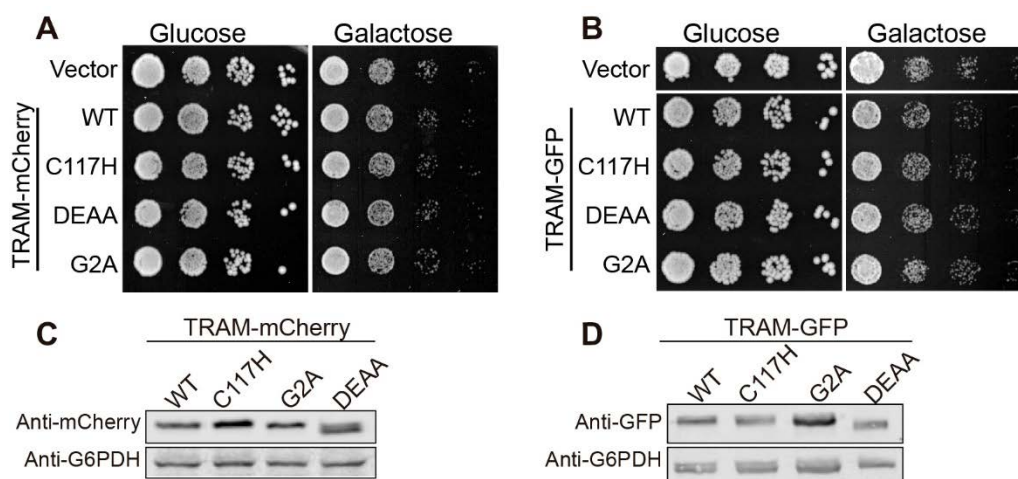 A
Glucose Galactose
Vector
WT
C117H
DEAA
G2A
TRAM-mCherry
B
Glucose Galactose
Vector
WT
C117H
DEAA
G2A
TRAM-GFP
C
TRAM-mCherry
WT C117H G2A DEAA
Anti-mCherry
Anti-G6PDH
D
TRAM-GFP
WT C117H G2A DEAA
Anti-GFP
Anti-G6PDH